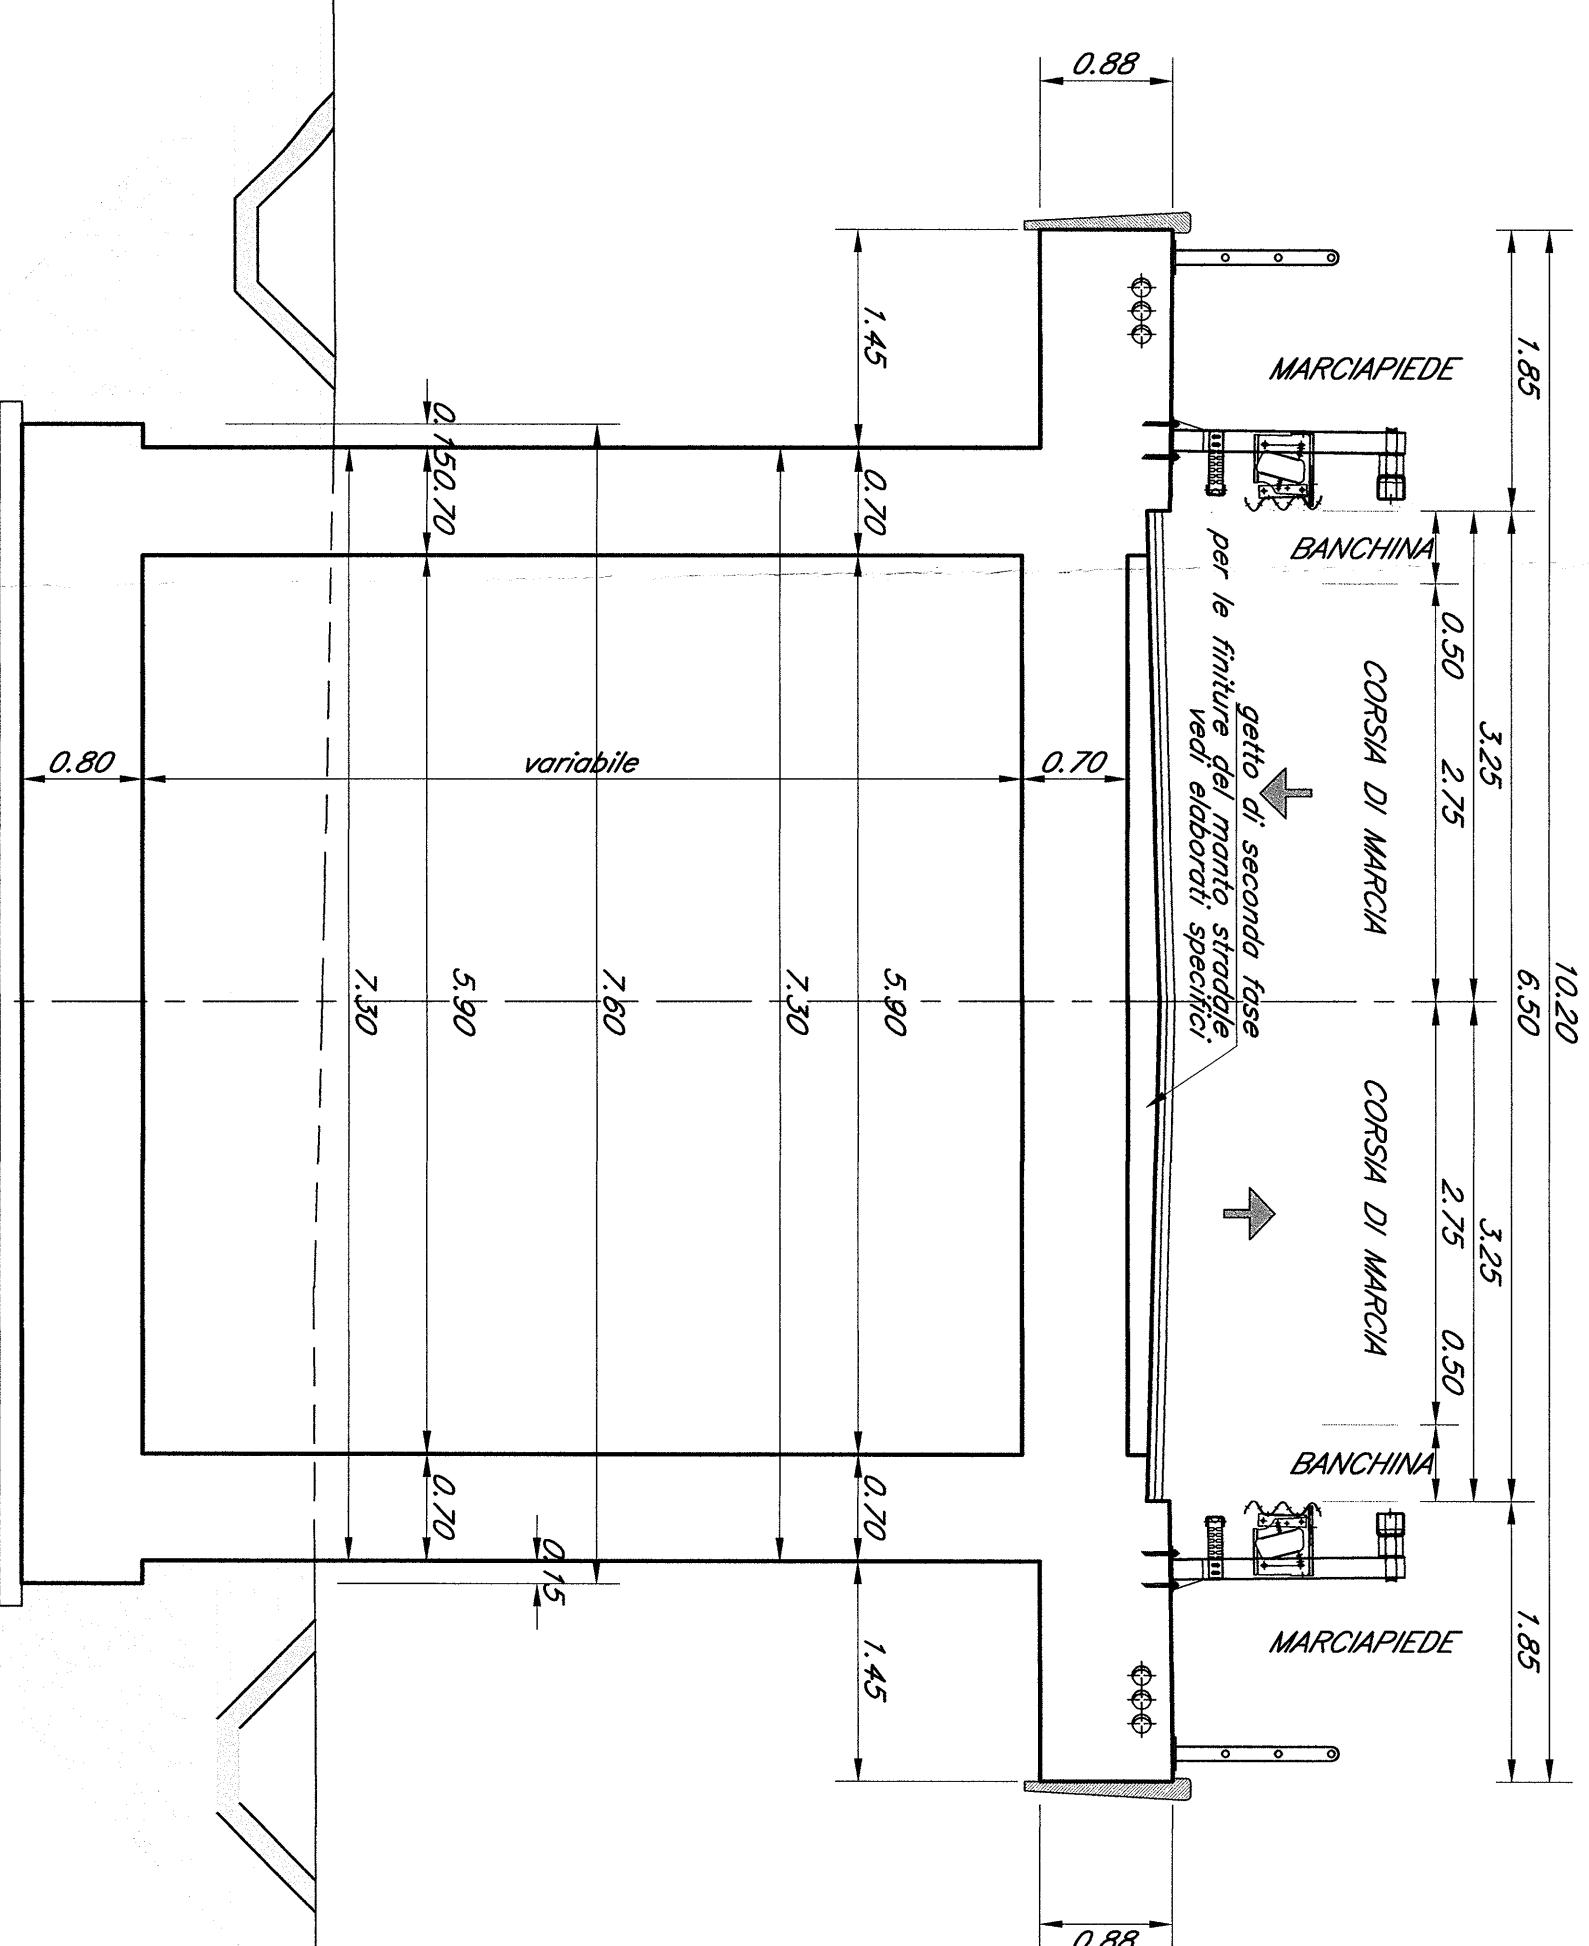 10.20
6.50
1.85
3.25
3.25
1.85
0.50
2.75
2.75
0.50
MARCIAPIEDE
BANCHINA
CORSIA DI MARCIA
CORSIA DI MARCIA
BANCHINA
MARCIAPIEDE
getto di seconda fase
per le finiture del manto stradale
vedi elaborati specifici.
0.88
0.88
0.70
1.45
0.70
5.90
0.70
1.45
7.30
variabile
7.60
0.15
0.15
0.70
5.90
0.70
7.30
0.80